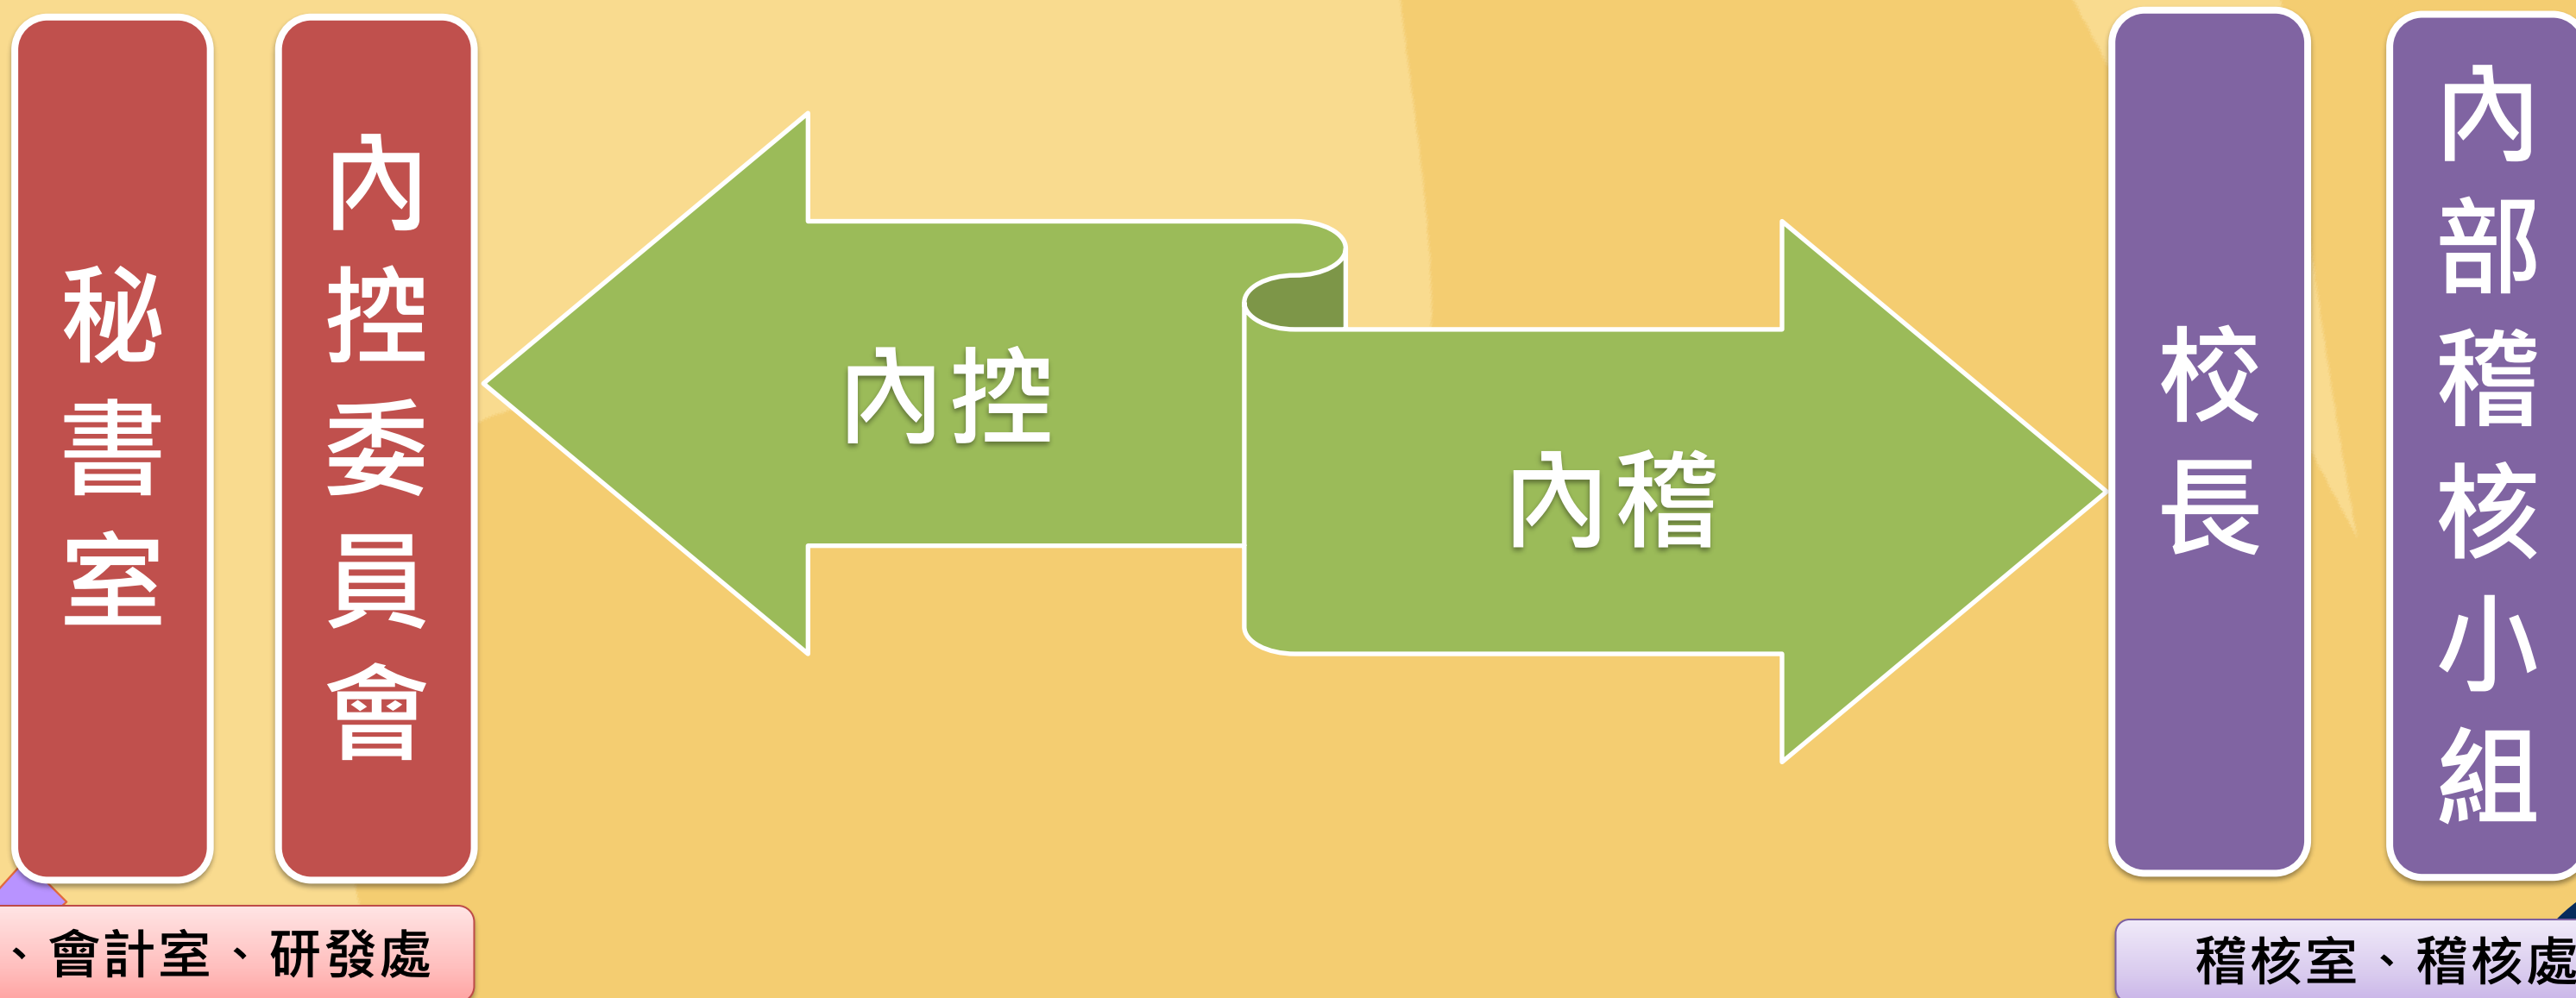 秘書室
內控委員會
內控
內稽
校長
內部稽核小組
、會計室、研發處
稽核室、稽核處